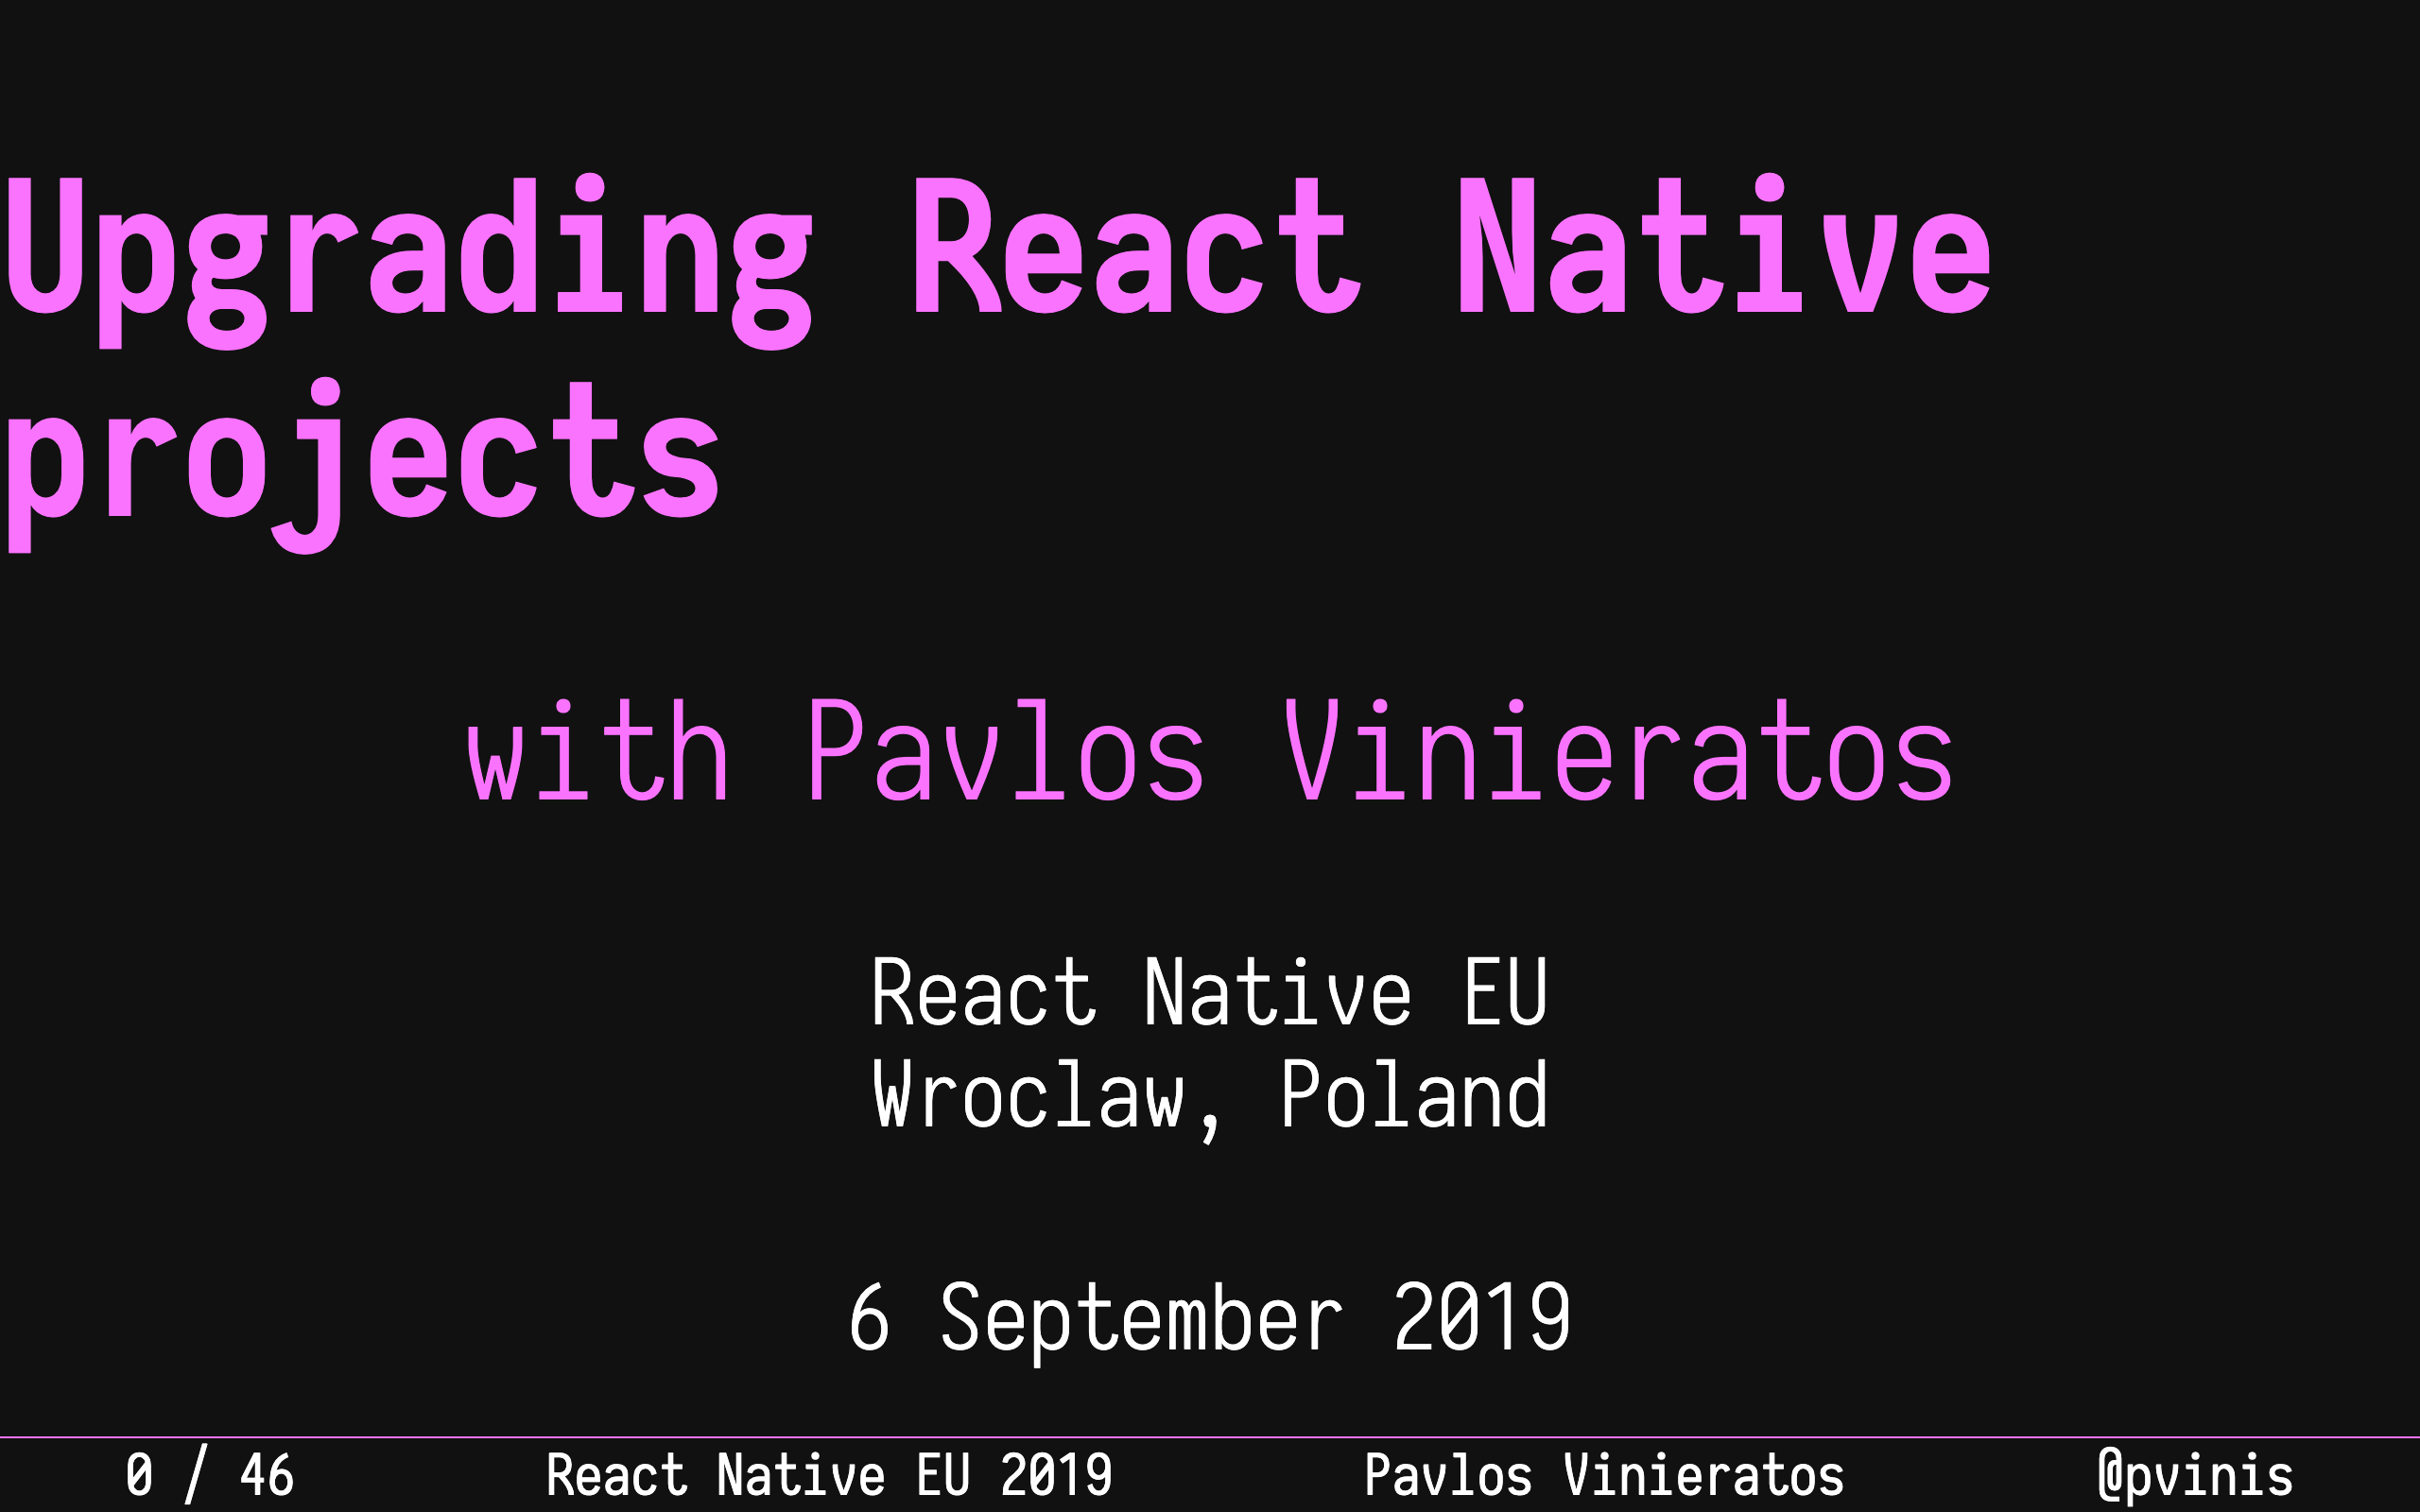 Upgrading React Native
projects
with Pavlos Vinieratos
React Native EU
Wroclaw, Poland
6 September 2019
0 / 46 React Native EU 2019 Pavlos Vinieratos @pvinis